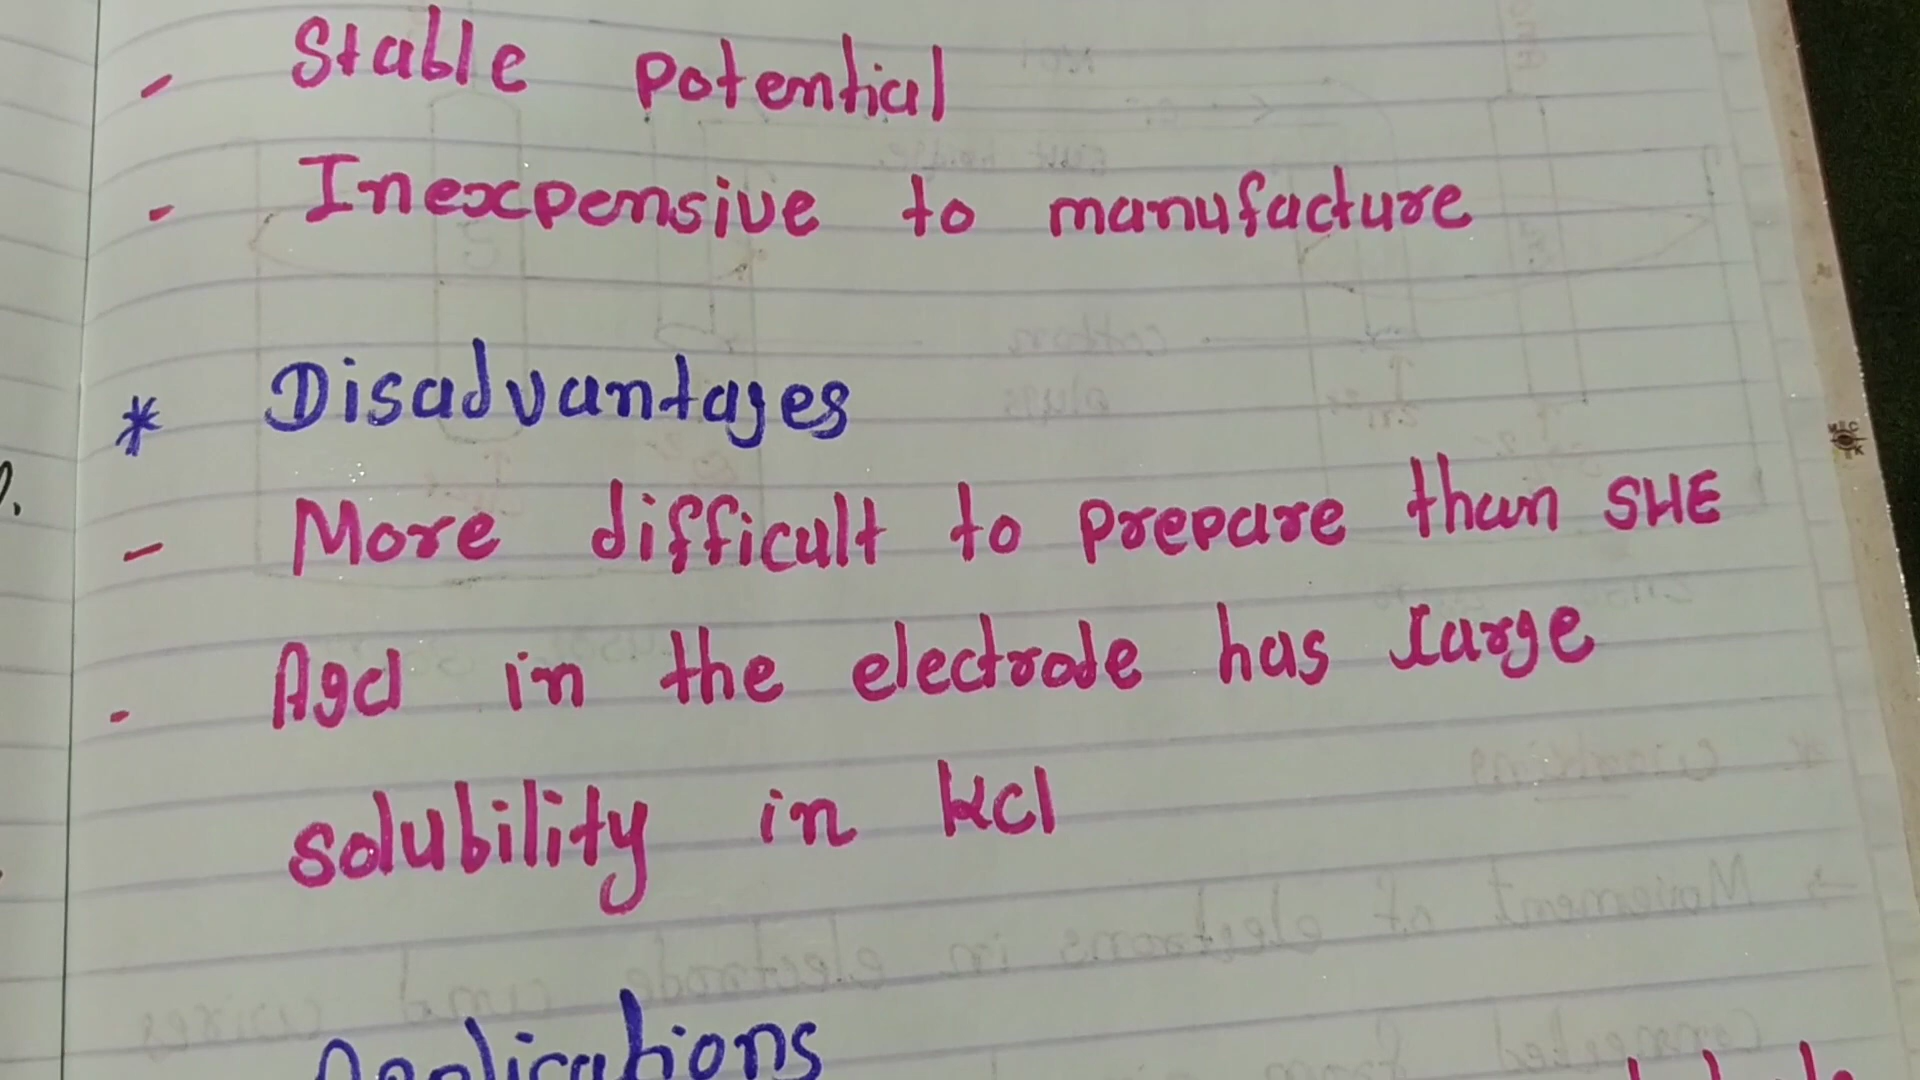 - Stable potential
- Inexpensive to manufacture
* Disadvantages
- More difficult to prepare than SHE
- Agcl in the electrode has large
solubility in kcl
Applications